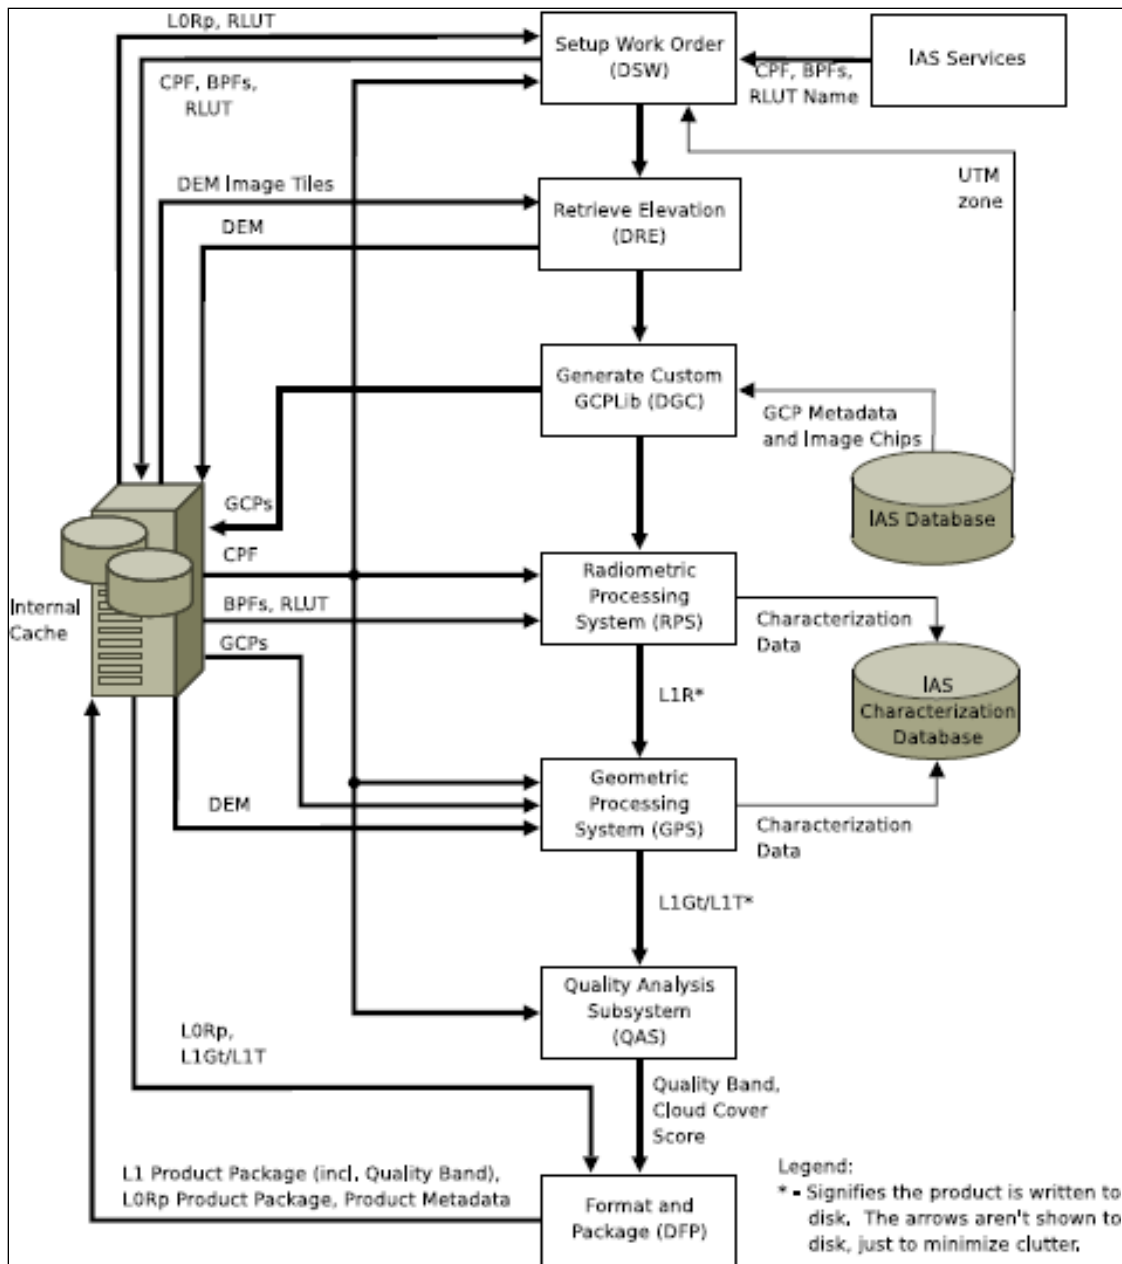 L0Rp, RLUT
Setup Work Order
(DSW)
IAS Services
CPF, BPFs,
RLUT
CPF, BPFs,
RLUT Name
DEM Image Tiles
UTM
zone
Retrieve Elevation
(DRE)
DEM
Generate Custom
GCPLib (DGC)
GCP Metadata
and Image Chips
GCPs
IAS Database
CPF
Radiometric
Processing
System (RPS)
BPFs, RLUT
Internal
Cache
GCPs
Characterization
Data
L1R*
IAS
Characterization
Database
Geometric
Processing
System (GPS)
DEM
Characterization
Data
L1Gt/L1T*
Quality Analysis
Subsystem
(QAS)
L0Rp,
L1Gt/L1T
Quality Band,
Cloud Cover
Score
L1 Product Package (incl. Quality Band),
L0Rp Product Package, Product Metadata
Format and
Package (DFP)
Legend:
* - Signifies the product is written to
disk. The arrows aren't shown to
disk, just to minimize clutter.